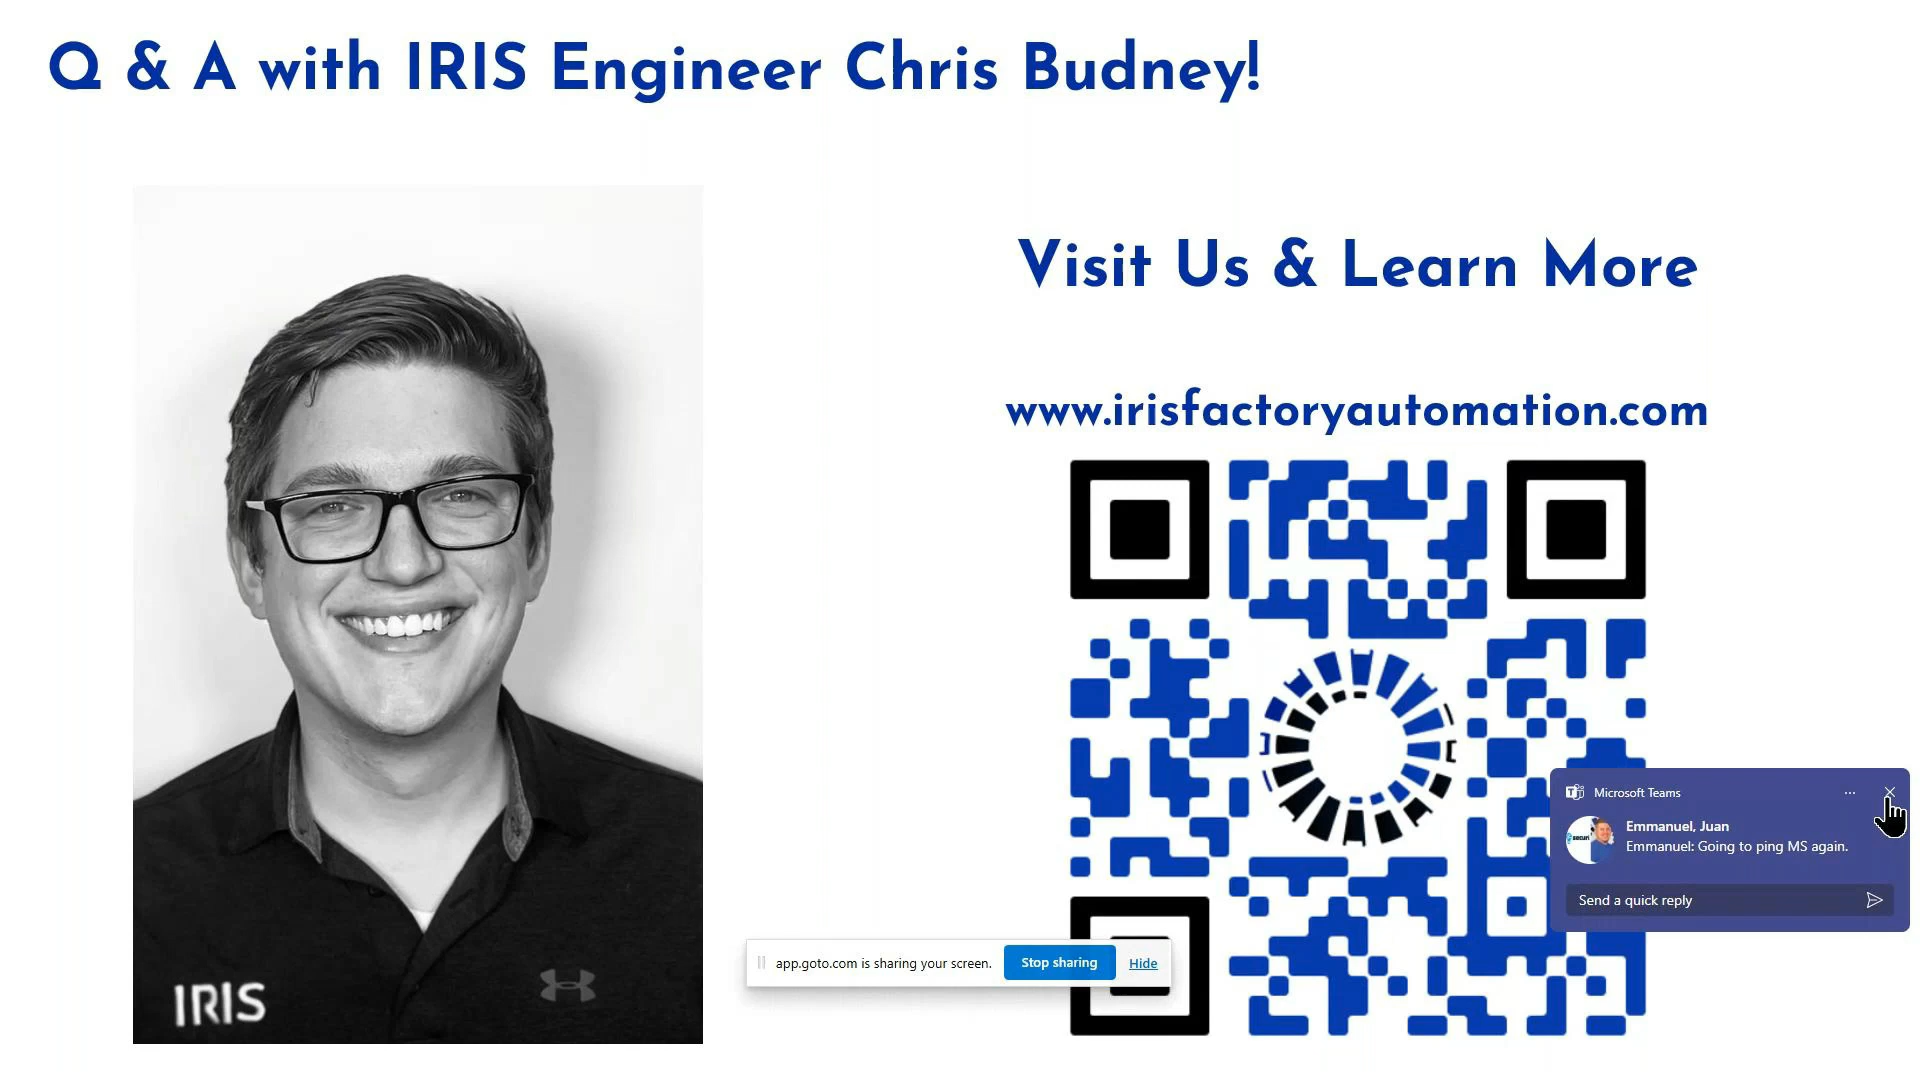 Q & A with IRIS Engineer Chris Budney!
Visit Us & Learn More
www.irisfactoryautomation.com
Microsoft Teams
Emmanuel, Juan
Emmanuel: Going to ping MS again.
Send a quick reply
app.goto.com is sharing your screen. Stop sharing Hide
IRIS